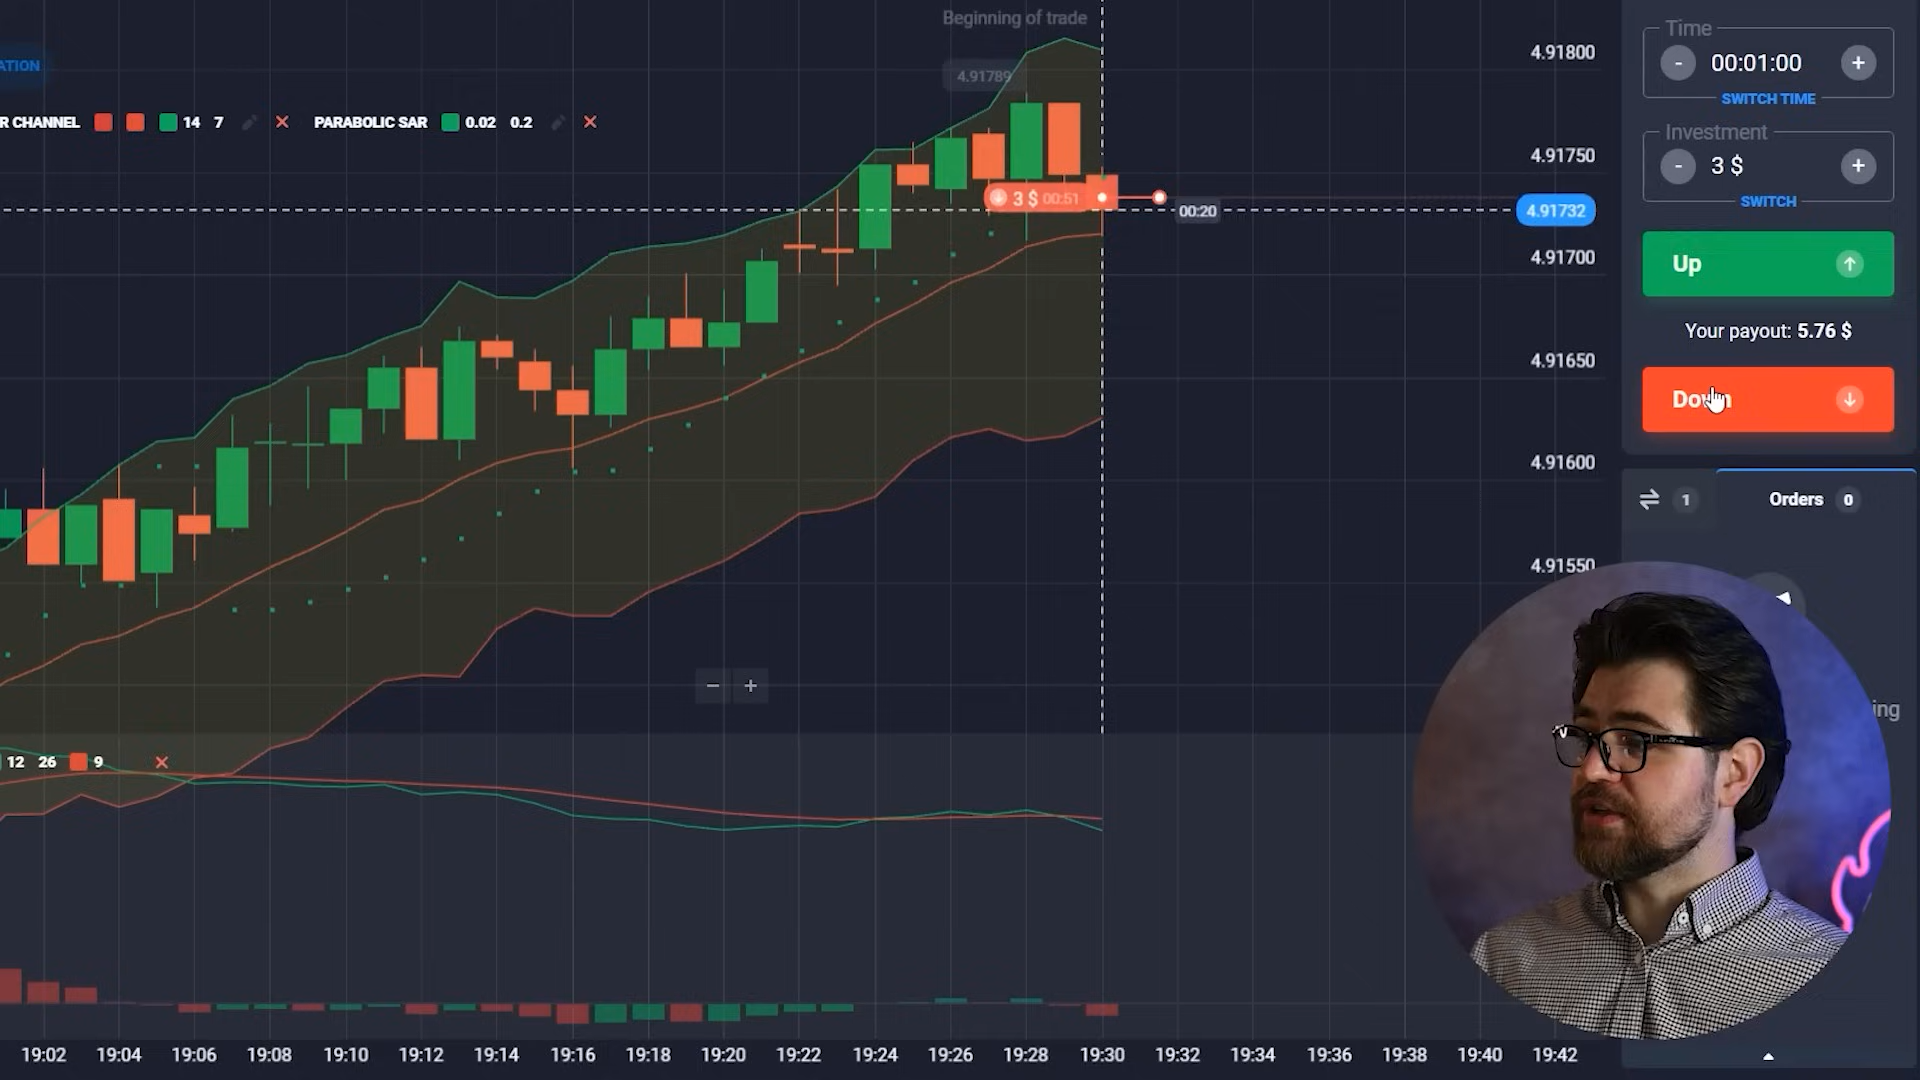 Beginning of trade
ATION
4.91789
R CHANNEL 14 7 PARABOLIC SAR 0.02 0.2
3 $ 00:51
00:20
4.91800
4.91750
4.91732
4.91700
4.91650
4.91600
4.91550
Time
- 00:01:00 +
SWITCH TIME
Investment
- 3 $ +
SWITCH
Up
Your payout: 5.76 $
Down
1 Orders 0
ing
− +
12 26 9
19:02 19:04 19:06 19:08 19:10 19:12 19:14 19:16 19:18 19:20 19:22 19:24 19:26 19:28 19:30 19:32 19:34 19:36 19:38 19:40 19:42